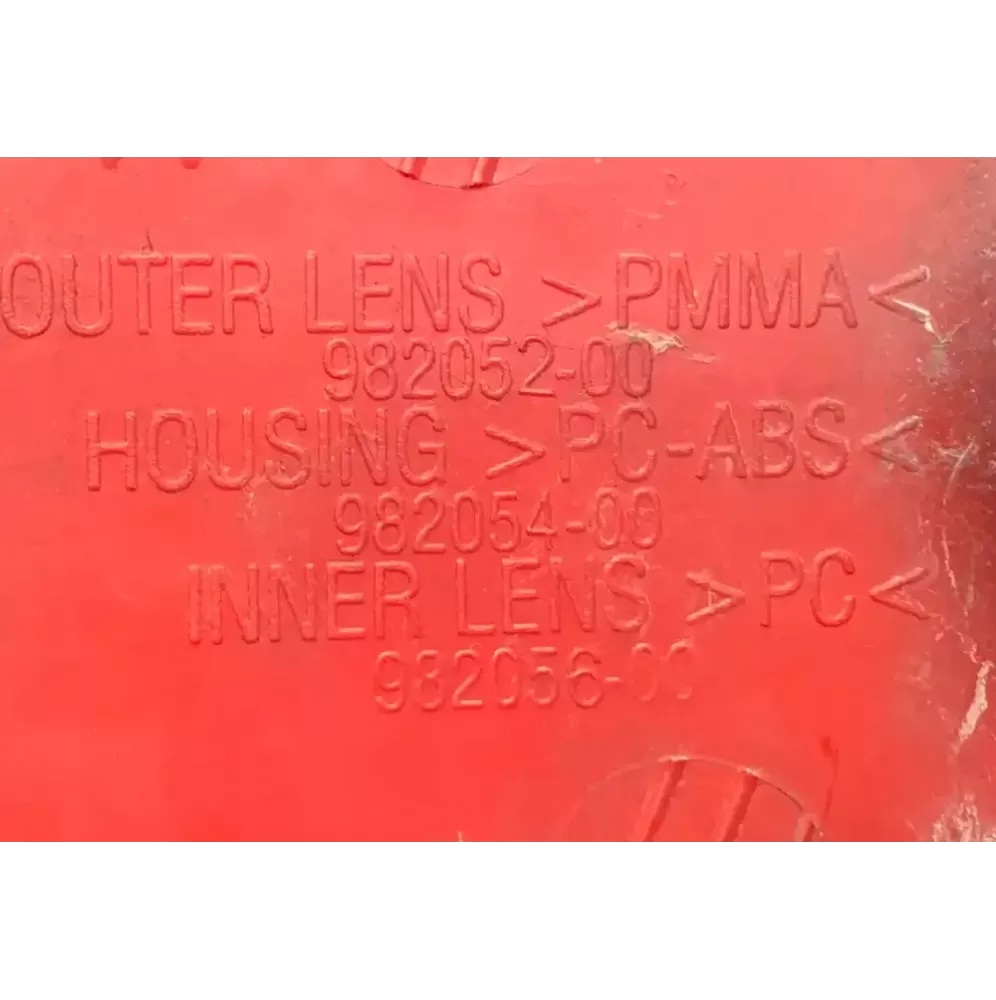 OUTER LENS >PMMA<
982052-00
HOUSING >PC-ABS<
982054-00
INNER LENS >PC<
982056-00